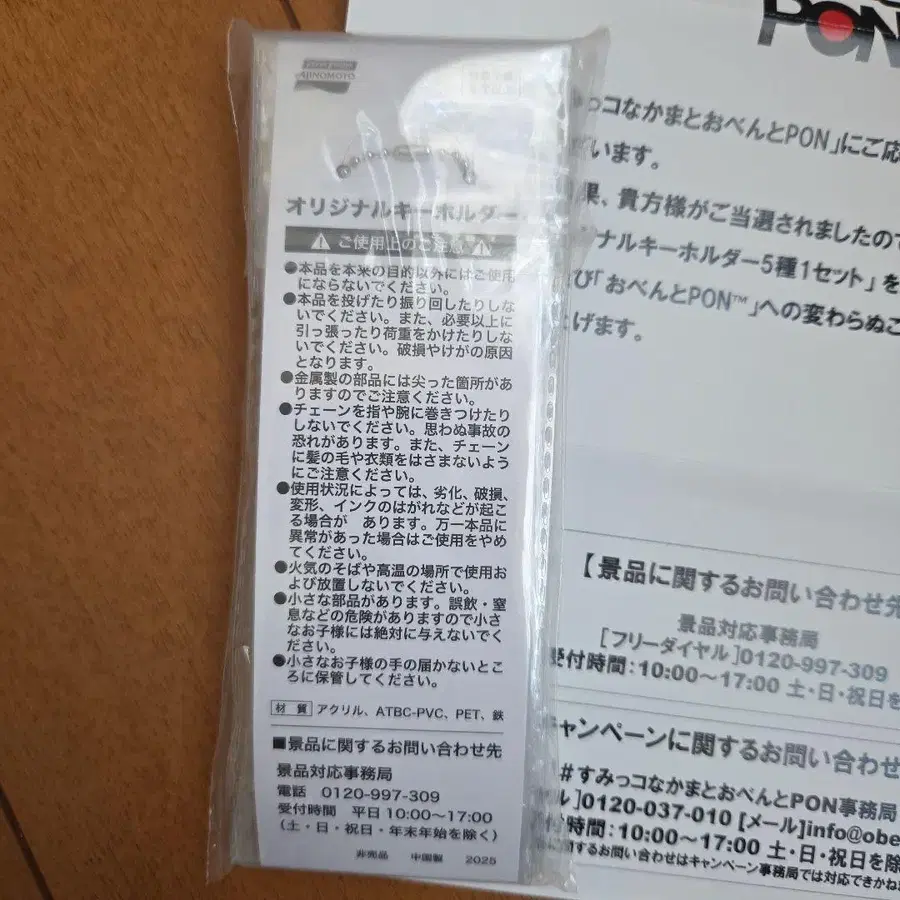 AJINOMOTO
オリジナルキーホルダー
ご使用上のご注意
●本品を本来の目的以外にはご使用
にならないでください。
●本品を投げたり振り回したりしな
いでください。また、必要以上に
引っ張ったり荷重をかけたりしな
いでください。破損やけがの原因
となります。
●金属製の部品には尖った箇所があ
りますのでご注意ください。
●チェーンを指や腕に巻きつけたり
しないでください。思わぬ事故の
恐れがあります。また、チェーン
に髪の毛や衣類をはさまないよう
にご注意ください。
●使用状況によっては、劣化、破損、
変形、インクのはがれなどが起こ
る場合が あります。万一本品に
異常があった場合はご使用をやめ
てください。
●火気のそばや高温の場所で使用お
よび放置しないでください。
●小さな部品があります。誤飲・窒
息などの危険がありますので小さ
なお子様には絶対に与えないでく
ださい。
●小さなお子様の手の届かないとこ
ろに保管してください。
材 質 アクリル、ATBC-PVC、PET、鉄
■景品に関するお問い合わせ先
景品対応事務局
電話 0120-997-309
受付時間 平日 10:00〜17:00
（土・日・祝日・年末年始を除く）
非売品 中国製 2025
PON
みっコなかまとおべんとPON」にご応
います。
果、貴方様がご当選されましたので
ナルキーホルダー5種1セット」を
び「おべんとPON™」への変わらぬご
上げます。
【景品に関するお問い合わせ先
景品対応事務局
[フリーダイヤル]0120-997-309
受付時間：10:00〜17:00 土・日・祝日を
キャンペーンに関するお問い合わせ
#すみっコなかまとおべんとPON事務局
ル]0120-037-010 [メール]info@obe
付時間：10:00〜17:00 土・日・祝日を除
に関するお問い合わせはキャンペーン事務局では対応できかね